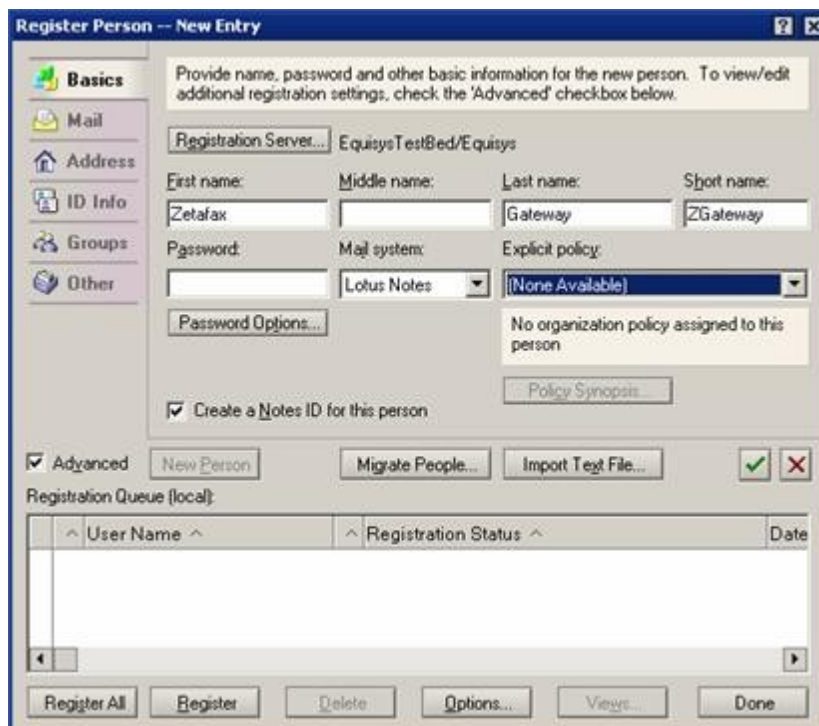 Register Person -- New Entry
Basics
Mail
Address
ID Info
Groups
Other
Provide name, password and other basic information for the new person. To view/edit
additional registration settings, check the 'Advanced' checkbox below.
Registration Server... EquisysTestBed/Equisys
First name: Middle name: Last name: Short name:
Zetafax Gateway ZGateway
Password: Mail system: Explicit policy:
Lotus Notes (None Available)
Password Options... No organization policy assigned to this
person
Policy Synopsis...
Create a Notes ID for this person
Advanced New Person Migrate People... Import Text File...
Registration Queue (local):
User Name Registration Status Date
Register All Register Delete Options... Views... Done